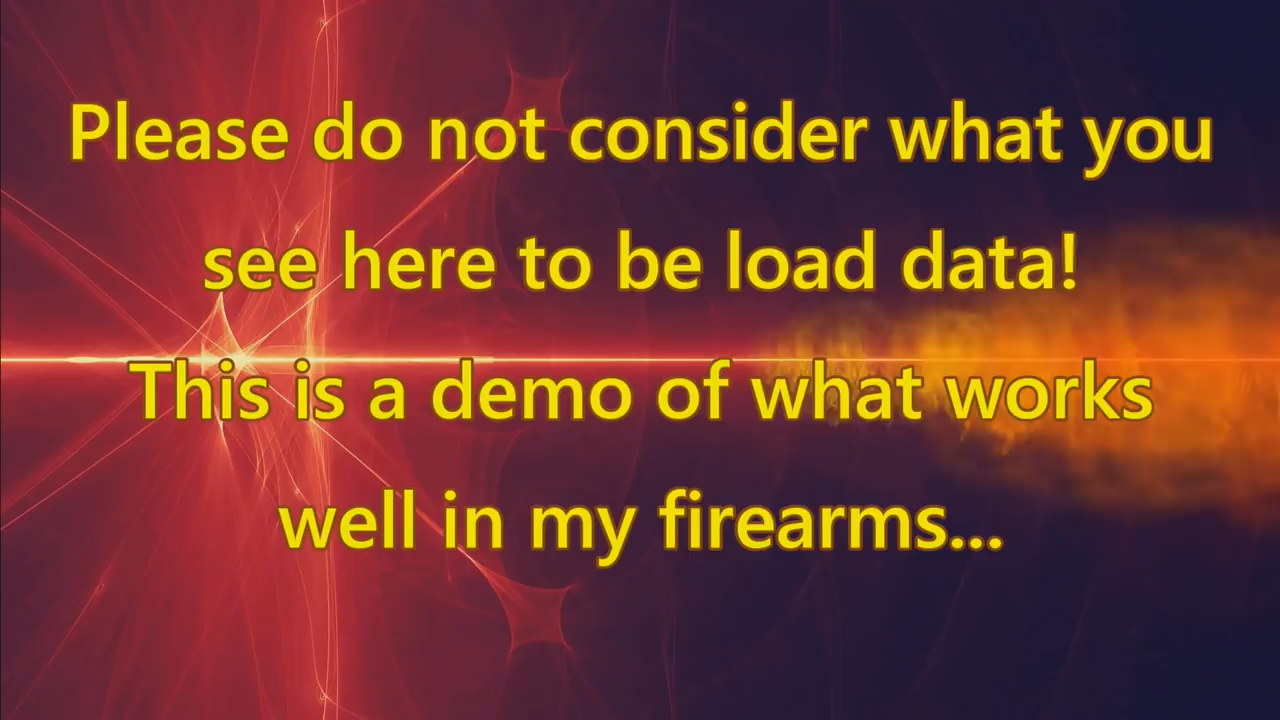 Please do not consider what you
see here to be load data!
This is a demo of what works
well in my firearms...